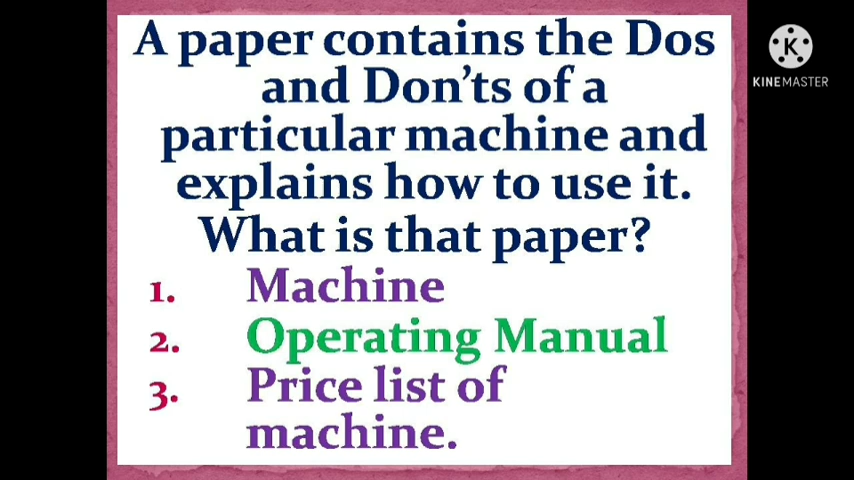 A paper contains the Dos
and Don'ts of a
particular machine and
explains how to use it.
What is that paper?
1. Machine
2. Operating Manual
3. Price list of
machine.
K
KINEMASTER